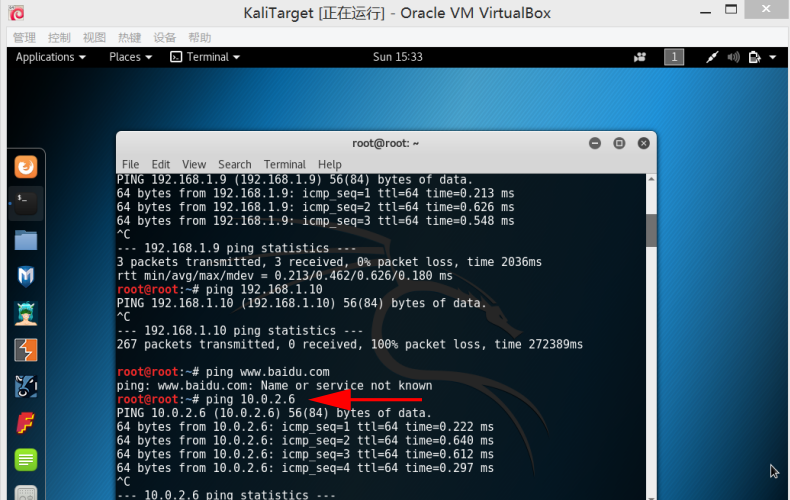 KaliTarget [正在运行] - Oracle VM VirtualBox
管理 控制 视图 热键 设备 帮助
Applications Places Terminal Sun 15:33 1
root@root: ~
File Edit View Search Terminal Help
PING 192.168.1.9 (192.168.1.9) 56(84) bytes of data.
64 bytes from 192.168.1.9: icmp_seq=1 ttl=64 time=0.213 ms
64 bytes from 192.168.1.9: icmp_seq=2 ttl=64 time=0.626 ms
64 bytes from 192.168.1.9: icmp_seq=3 ttl=64 time=0.548 ms
^C
--- 192.168.1.9 ping statistics ---
3 packets transmitted, 3 received, 0% packet loss, time 2036ms
rtt min/avg/max/mdev = 0.213/0.462/0.626/0.180 ms
root@root:~# ping 192.168.1.10
PING 192.168.1.10 (192.168.1.10) 56(84) bytes of data.
^C
--- 192.168.1.10 ping statistics ---
267 packets transmitted, 0 received, 100% packet loss, time 272389ms
root@root:~# ping www.baidu.com
ping: www.baidu.com: Name or service not known
root@root:~# ping 10.0.2.6
PING 10.0.2.6 (10.0.2.6) 56(84) bytes of data.
64 bytes from 10.0.2.6: icmp_seq=1 ttl=64 time=0.222 ms
64 bytes from 10.0.2.6: icmp_seq=2 ttl=64 time=0.640 ms
64 bytes from 10.0.2.6: icmp_seq=3 ttl=64 time=0.612 ms
64 bytes from 10.0.2.6: icmp_seq=4 ttl=64 time=0.297 ms
^C
--- 10.0.2.6 ping statistics ---